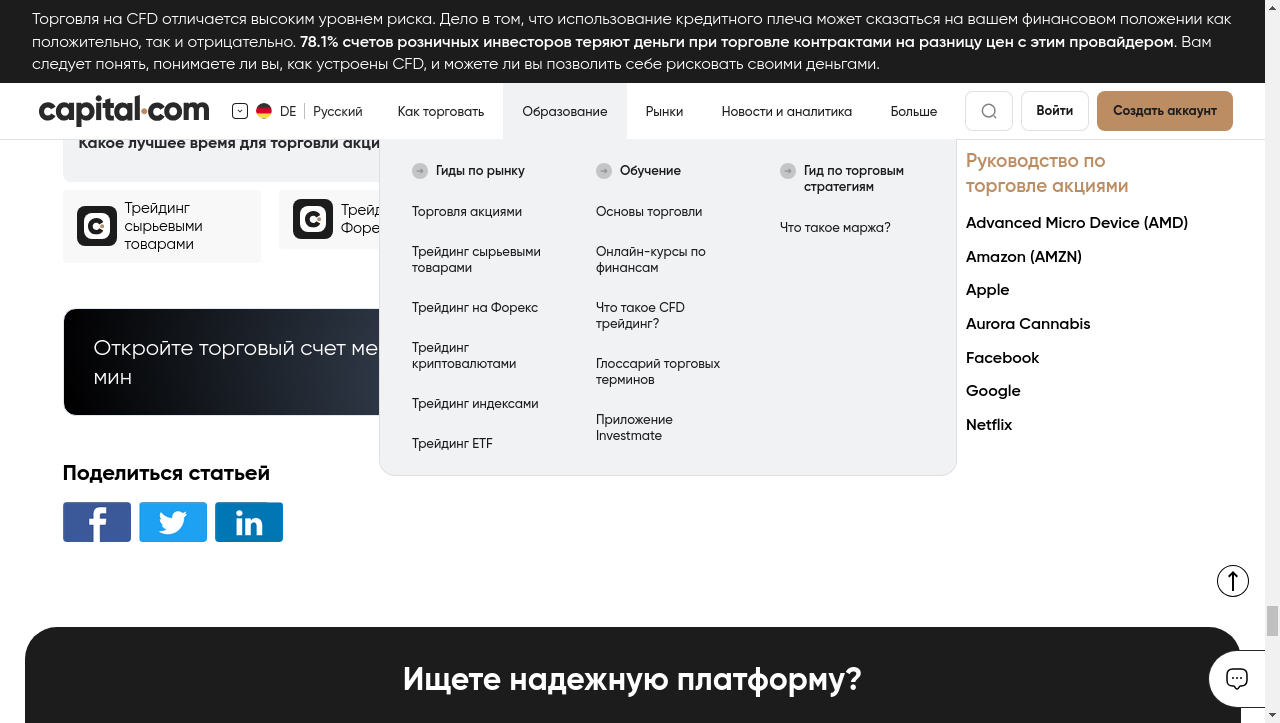 Торговля на CFD отличается высоким уровнем риска. Дело в том, что использование кредитного плеча может сказаться на вашем финансовом положении как
положительно, так и отрицательно. 78.1% счетов розничных инвесторов теряют деньги при торговле контрактами на разницу цен с этим провайдером. Вам
следует понять, понимаете ли вы, как устроены CFD, и можете ли вы позволить себе рисковать своими деньгами.
capital.com
DE
Русский
Как торговать
Образование
Рынки
Новости и аналитика
Больше
Войти
Создать аккаунт
Какое лучшее время для торговли
Трейдинг
сырьевыми
товарами
Гиды по рынку
Торговля акциями
Трейдинг сырьевыми
товарами
Трейдинг на Форекс
Трейдинг
криптовалютами
Трейдинг индексами
Трейдинг ETF
Обучение
Основы торговли
Онлайн-курсы по
финансам
Что такое CFD
трейдинг?
Глоссарий торговых
терминов
Приложение
Investmate
Гид по торговым
стратегиям
Что такое маржа?
Руководство по
торговле акциями
Advanced Micro Device (AMD)
Amazon (AMZN)
Apple
Aurora Cannabis
Facebook
Google
Netflix
Откройте торговый счет
мин
Поделиться статьей
Ищете надежную платформу?